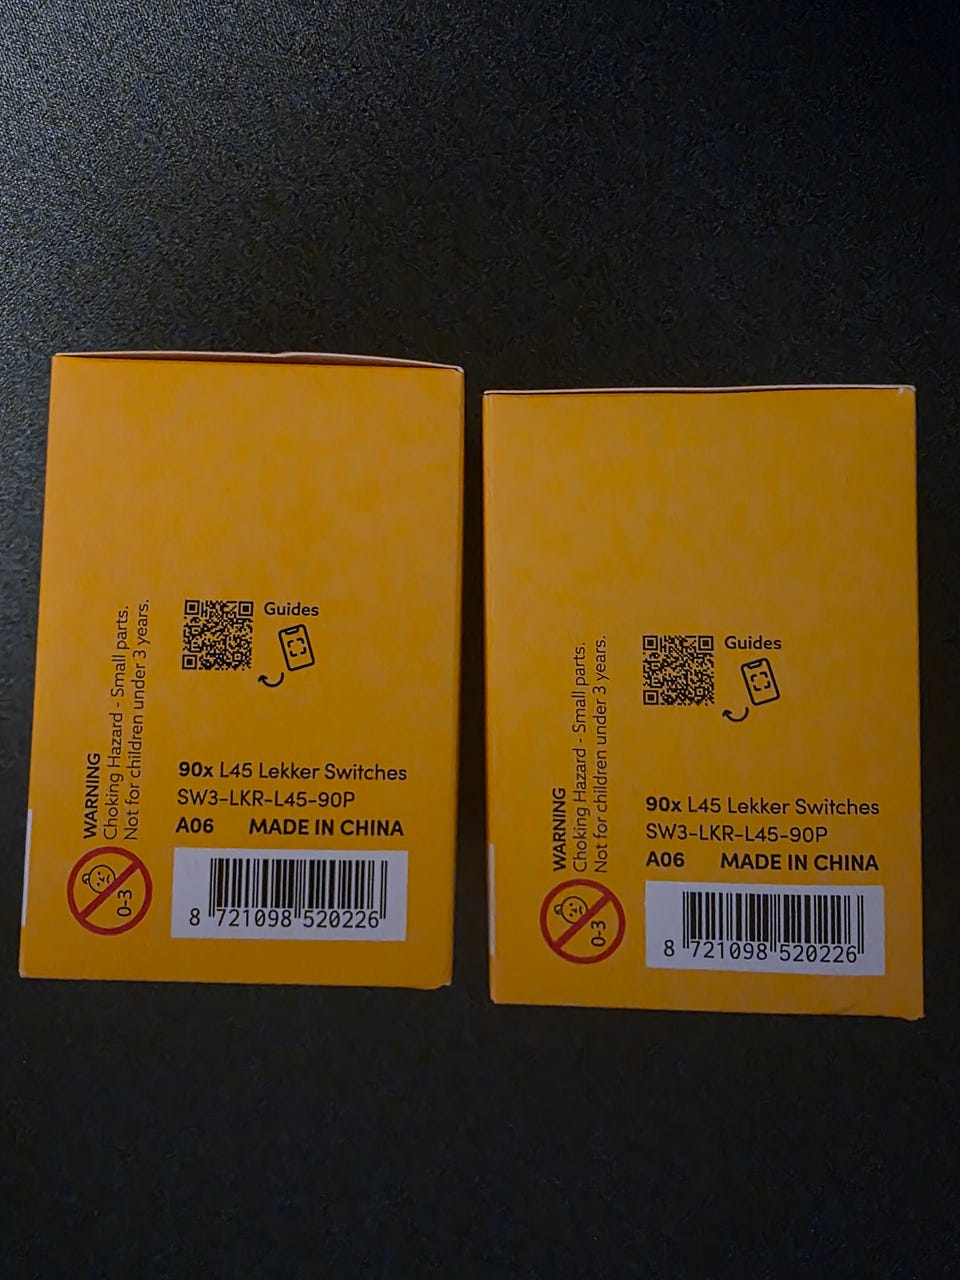 WARNING
Choking Hazard - Small parts.
Not for children under 3 years.
0-3
Guides
90x L45 Lekker Switches
SW3-LKR-L45-90P
A06 MADE IN CHINA
8 721098 520226
WARNING
Choking Hazard - Small parts.
Not for children under 3 years.
0-3
Guides
90x L45 Lekker Switches
SW3-LKR-L45-90P
A06 MADE IN CHINA
8 721098 520226